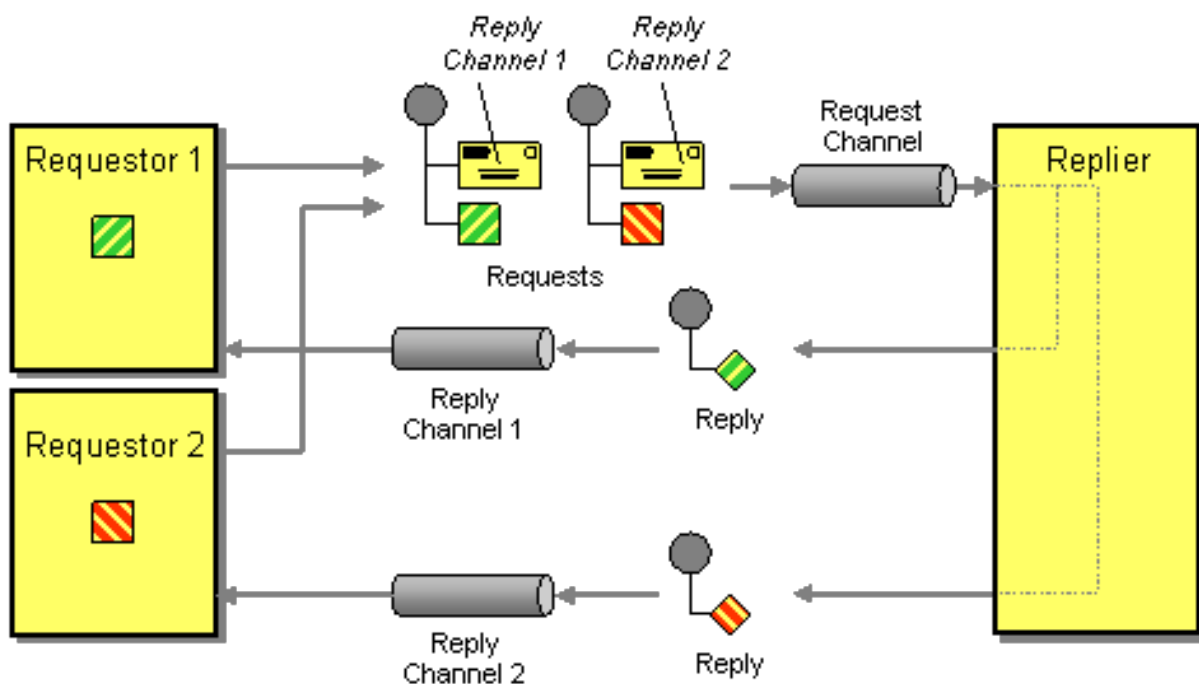 Reply
Channel 1
Reply
Channel 2
Request
Channel
Requestor 1
Replier
Requests
Reply
Channel 1
Reply
Requestor 2
Reply
Channel 2
Reply